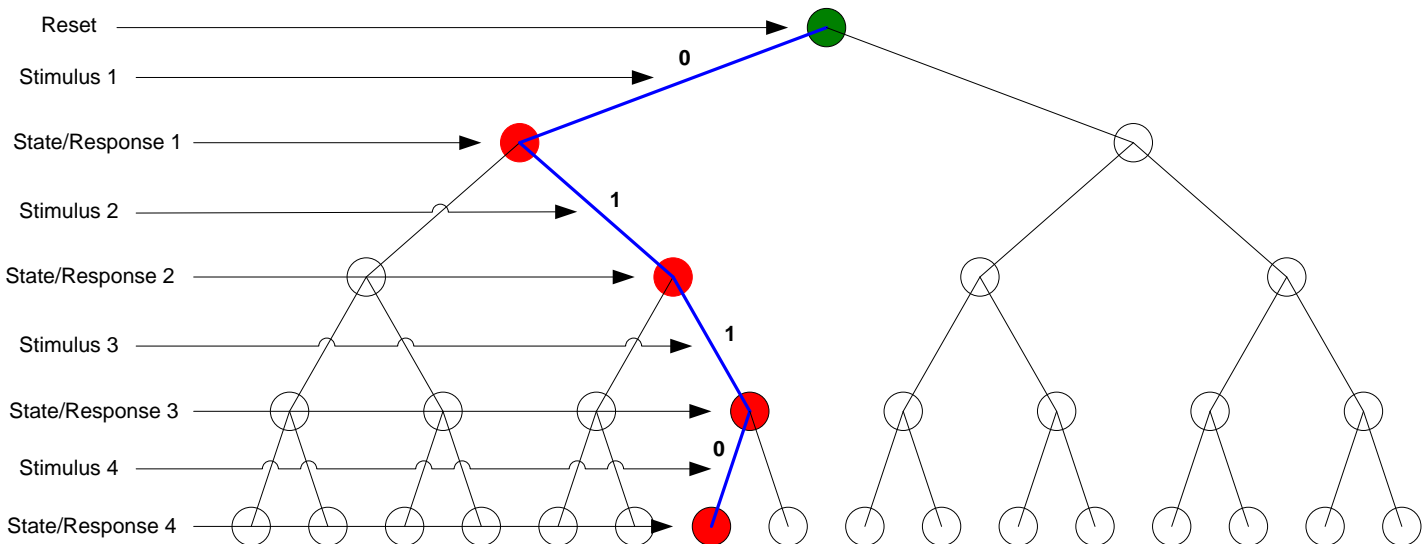 Reset
0
Stimulus 1
State/Response 1
Stimulus 2
1
State/Response 2
Stimulus 3
1
State/Response 3
0
Stimulus 4
State/Response 4